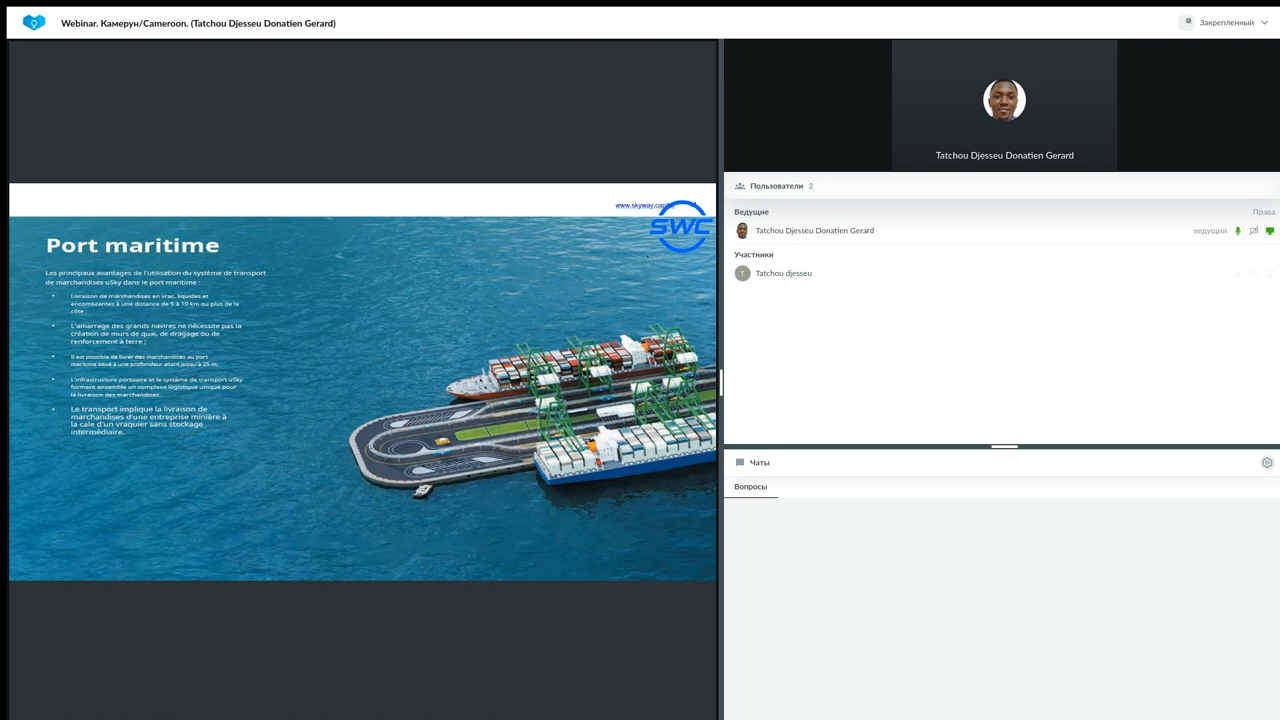 Webinar. Камерун/Cameroon. (Tatchou Djesseu Donatien Gerard)
Закрепленный
www.skyway.capital
SWC
Port maritime
Les principaux avantages de l'utilisation du système de transport
de marchandises uSky dans le port maritime :
• Livraison de marchandises en vrac, liquides et
encombrantes à une distance de 5 à 10 km ou plus de la
côte ;
• L'amarrage des grands navires ne nécessite pas la
création de murs de quai, de dragage ou de
renforcement à terre ;
• Il est possible de livrer des marchandises au port
maritime situé à une profondeur allant jusqu'à 25 m;
• L'infrastructure portuaire et le système de transport uSky
forment ensemble un complexe logistique unique pour
la livraison des marchandises .
• Le transport implique la livraison de
marchandises d'une entreprise minière à
la cale d'un vraquier sans stockage
intermédiaire.
Tatchou Djesseu Donatien Gerard
Пользователи 2
Ведущие Права
Tatchou Djesseu Donatien Gerard ведущий
Участники
T Tatchou djesseu
Чаты
Вопросы